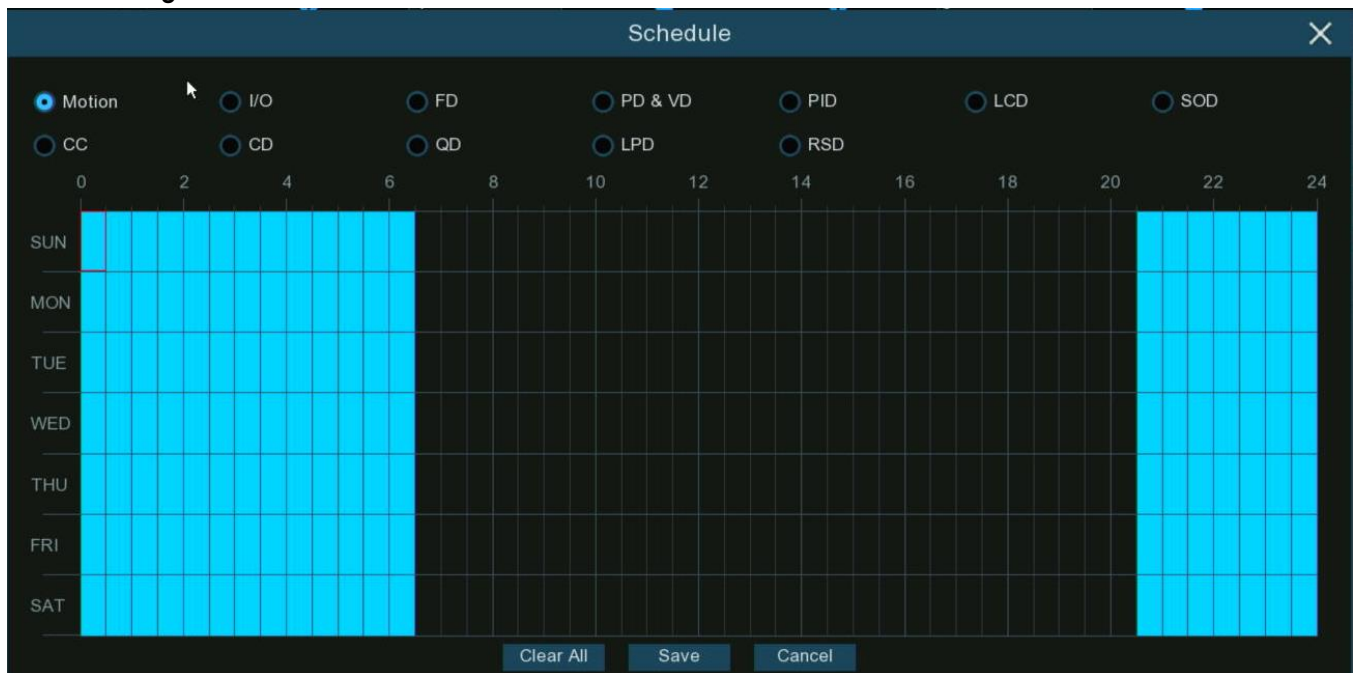 Schedule
Motion I/O FD PD & VD PID LCD SOD
CC CD QD LPD RSD
0 2 4 6 8 10 12 14 16 18 20 22 24
SUN
MON
TUE
WED
THU
FRI
SAT
Clear All Save Cancel